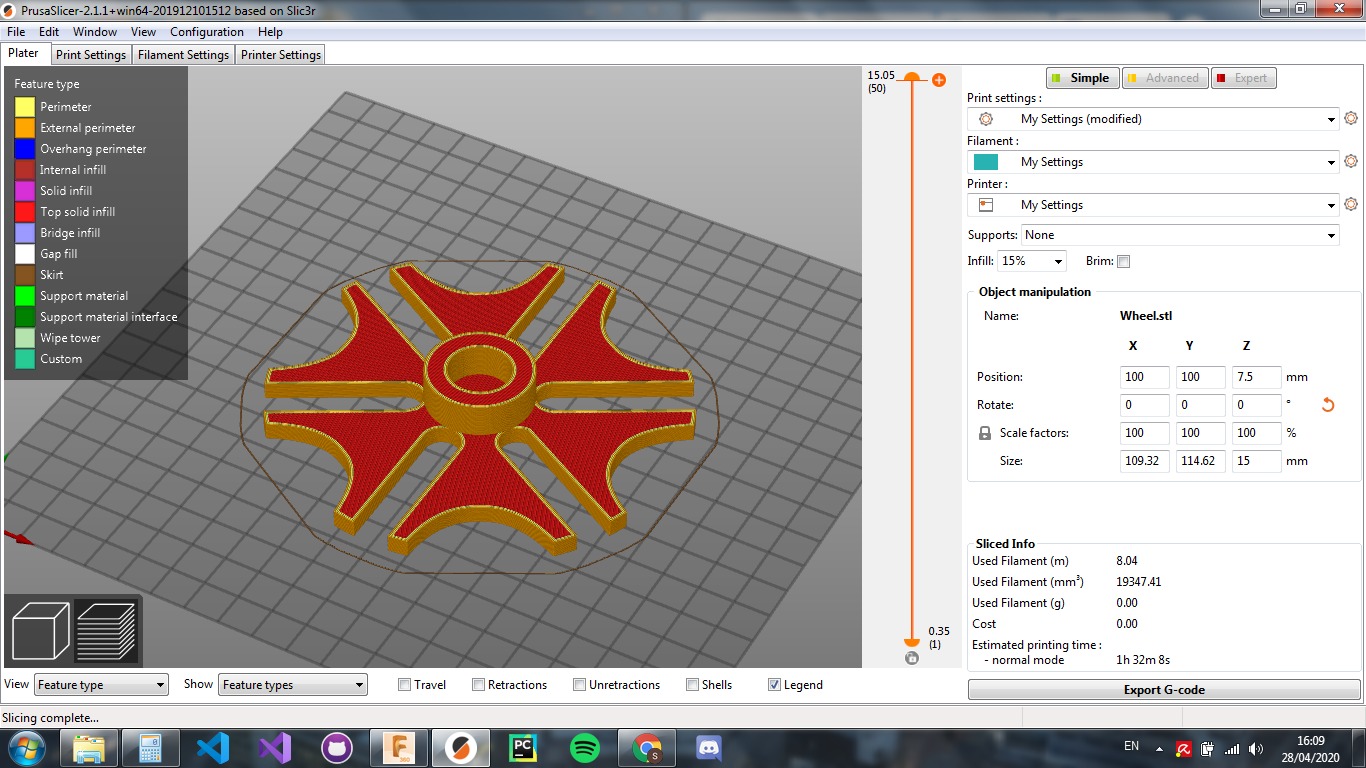 PrusaSlicer-2.1.1+win64-201912101512 based on Slic3r
File Edit Window View Configuration Help
Plater Print Settings Filament Settings Printer Settings
Feature type
Perimeter
External perimeter
Overhang perimeter
Internal infill
Solid infill
Top solid infill
Bridge infill
Gap fill
Skirt
Support material
Support material interface
Wipe tower
Custom
15.05
(50)
0.35
(1)
Simple Advanced Expert
Print settings :
My Settings (modified)
Filament :
My Settings
Printer :
My Settings
Supports: None
Infill: 15% Brim:
Object manipulation
Name: Wheel.stl
X Y Z
Position: 100 100 7.5 mm
Rotate: 0 0 0 °
Scale factors: 100 100 100 %
Size: 109.32 114.62 15 mm
Sliced Info
Used Filament (m) 8.04
Used Filament (mm³) 19347.41
Used Filament (g) 0.00
Cost 0.00
Estimated printing time :
- normal mode 1h 32m 8s
Export G-code
View Feature type Show Feature types Travel Retractions Unretractions Shells Legend
Slicing complete...
F
360
PC
S
EN
16:09
28/04/2020